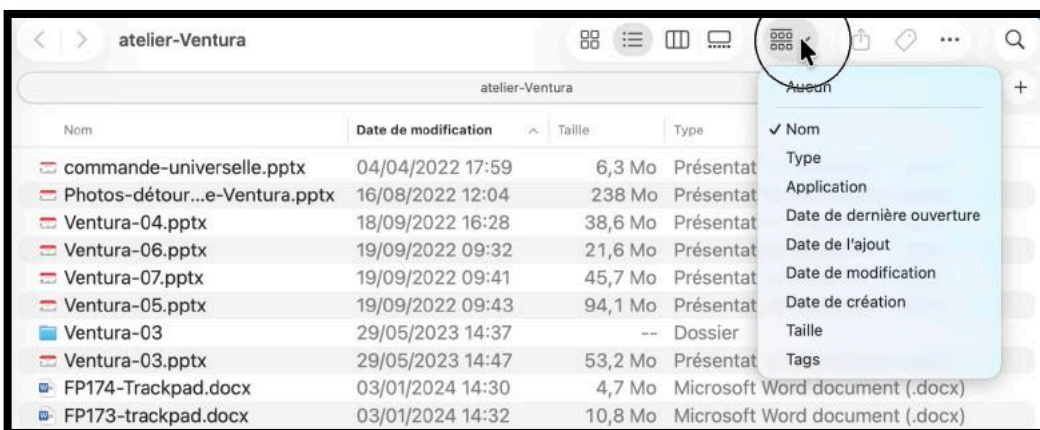 atelier-Ventura
atelier-Ventura
Nom Date de modification Taille Type
commande-universelle.pptx 04/04/2022 17:59 6,3 Mo Présentat
Photos-détour...e-Ventura.pptx 16/08/2022 12:04 238 Mo Présentat
Ventura-04.pptx 18/09/2022 16:28 38,6 Mo Présentat
Ventura-06.pptx 19/09/2022 09:32 21,6 Mo Présentat
Ventura-07.pptx 19/09/2022 09:41 45,7 Mo Présentat
Ventura-05.pptx 19/09/2022 09:43 94,1 Mo Présentat
Ventura-03 29/05/2023 14:37 -- Dossier
Ventura-03.pptx 29/05/2023 14:47 53,2 Mo Présentat
FP174-Trackpad.docx 03/01/2024 14:30 4,7 Mo Microsoft Word document (.docx)
FP173-trackpad.docx 03/01/2024 14:32 10,8 Mo Microsoft Word document (.docx)
Aucun
✓ Nom
Type
Application
Date de dernière ouverture
Date de l'ajout
Date de modification
Date de création
Taille
Tags